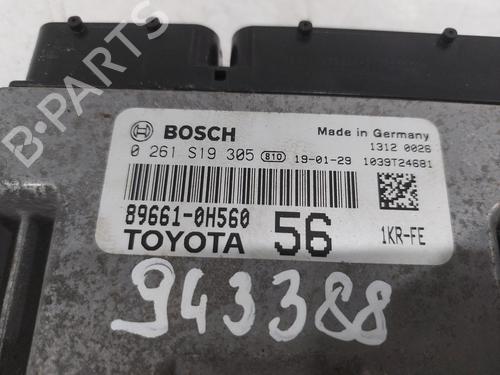 BOSCH
Made in Germany
1312 0026
0 261 S19 305 810 19-01-29 1039T24681
89661-0H560
TOYOTA 56 1KR-FE
943388